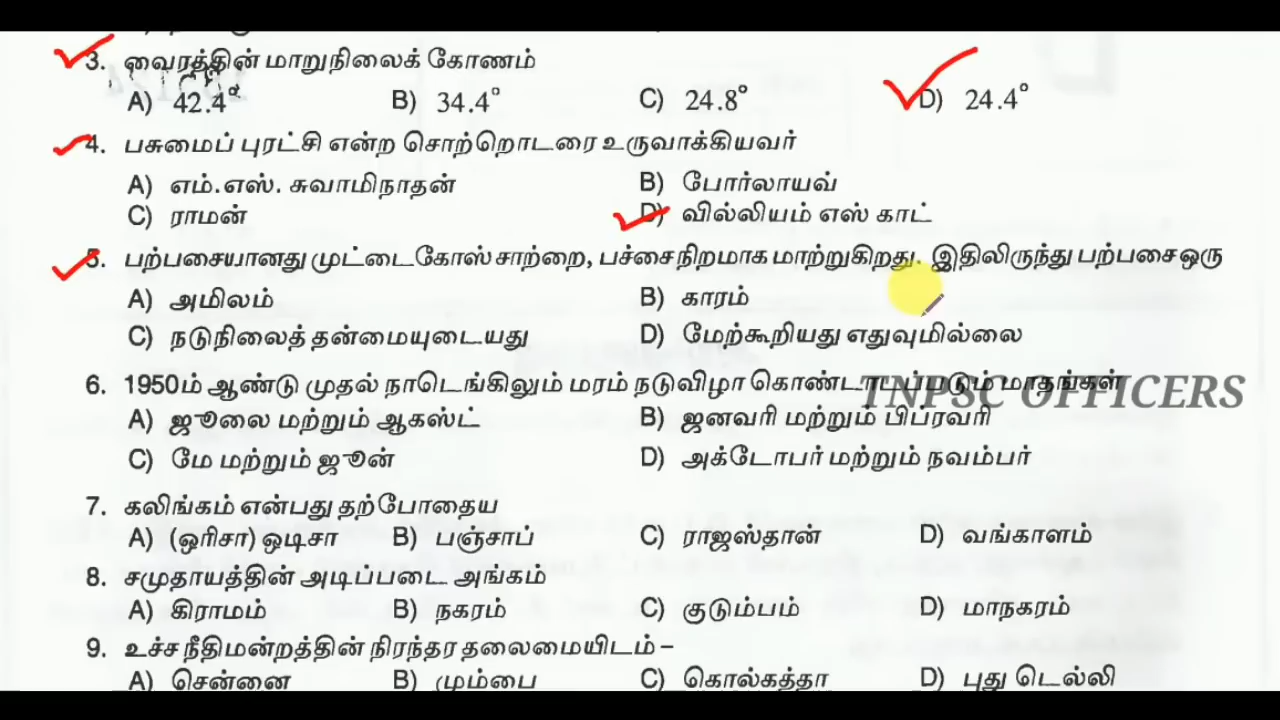 3. வைரத்தின் மாறுநிலைக் கோணம்
A) 42.4° B) 34.4° C) 24.8° D) 24.4°
4. பசுமைப் புரட்சி என்ற சொற்றொடரை உருவாக்கியவர்
A) எம்.எஸ். சுவாமிநாதன் B) போர்லாயவ்
C) ராமன் D) வில்லியம் எஸ் காட்
5. பற்பசையானது முட்டைகோஸ் சாற்றை, பச்சை நிறமாக மாற்றுகிறது. இதிலிருந்து பற்பசை ஒரு
A) அமிலம் B) காரம்
C) நடுநிலைத் தன்மையுடையது D) மேற்கூறியது எதுவுமில்லை
6. 1950ம் ஆண்டு முதல் நாடெங்கிலும் மரம் நடுவிழா கொண்டாடப்படும் மாதங்கள்
TNPSC OFFICERS
A) ஜூலை மற்றும் ஆகஸ்ட் B) ஜனவரி மற்றும் பிப்ரவரி
C) மே மற்றும் ஜூன் D) அக்டோபர் மற்றும் நவம்பர்
7. கலிங்கம் என்பது தற்போதைய
A) (ஒரிசா) ஒடிசா B) பஞ்சாப் C) ராஜஸ்தான் D) வங்காளம்
8. சமுதாயத்தின் அடிப்படை அங்கம்
A) கிராமம் B) நகரம் C) குடும்பம் D) மாநகரம்
9. உச்ச நீதிமன்றத்தின் நிரந்தர தலைமையிடம் –
A) சென்னை B) மும்பை C) கொல்கத்தா D) புது டெல்லி